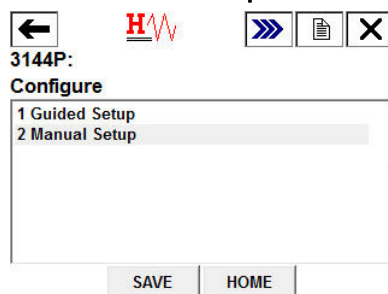 H
3144P:
Configure
1 Guided Setup
2 Manual Setup
SAVE HOME